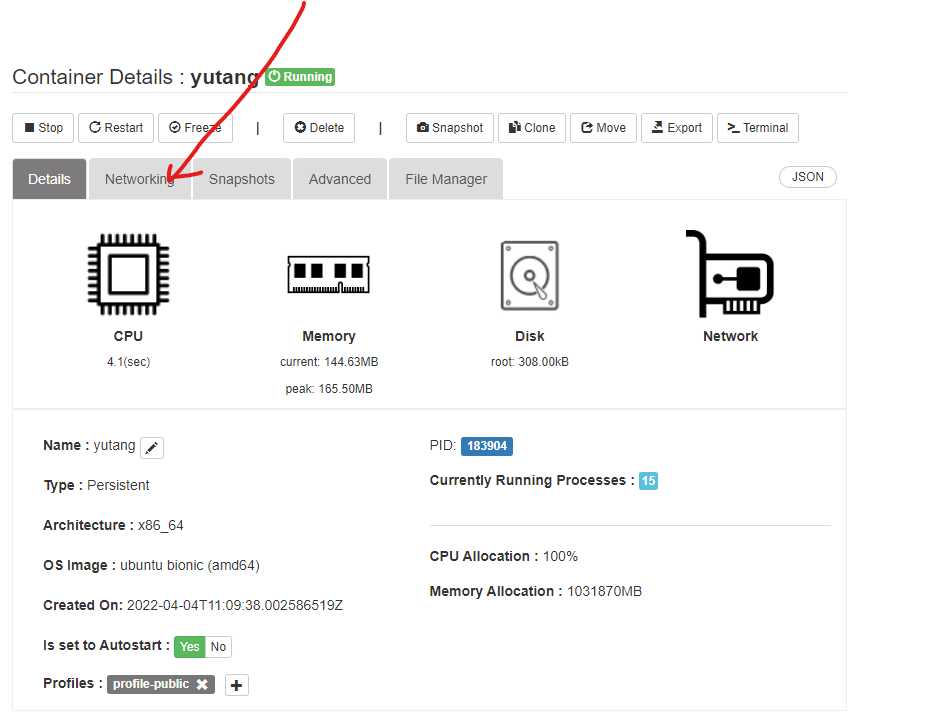 Container Details : yutang Running
Stop Restart Freeze | Delete | Snapshot Clone Move Export Terminal
Details Networking Snapshots Advanced File Manager JSON
CPU Memory Disk Network
4.1(sec) current: 144.63MB root: 308.00kB
peak: 165.50MB
Name : yutang
Type : Persistent
Architecture : x86_64
OS Image : ubuntu bionic (amd64)
Created On: 2022-04-04T11:09:38.002586519Z
Is set to Autostart : Yes No
Profiles : profile-public
PID: 183904
Currently Running Processes : 15
CPU Allocation : 100%
Memory Allocation : 1031870MB